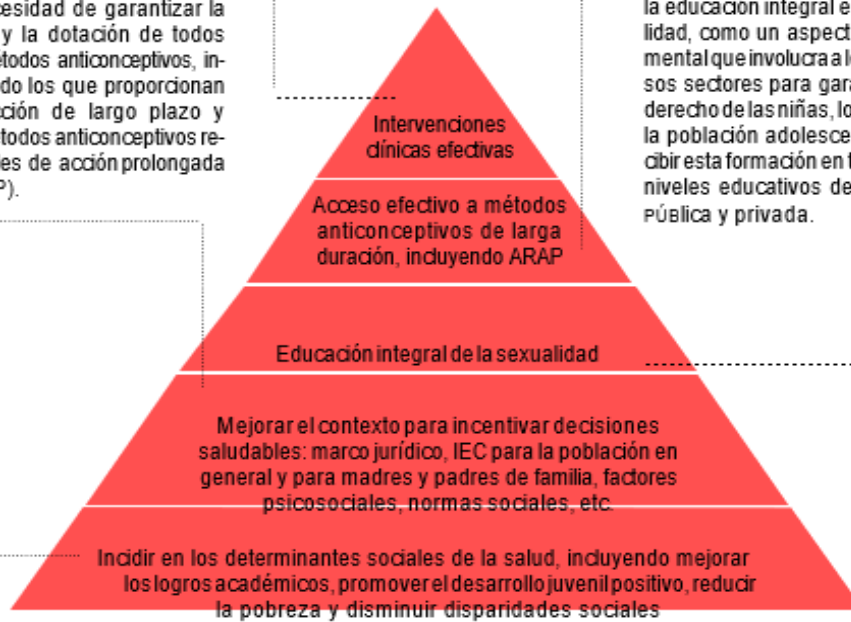 cesidad de garantizar la
y la dotación de todos
étodos anticonceptivos, in-
do los que proporcionan
ción de largo plazo y
todos anticonceptivos re-
es de acción prolongada
P).
la educación integral e
lidad, como un aspect
mental que involucra a l
sos sectores para gara
derecho de las niñas, lo
la población adolesce
cibir esta formación en t
niveles educativos de
PÚBlica y privada.
Intervenciones
clínicas efectivas
Acceso efectivo a métodos
anticonceptivos de larga
duración, incluyendo ARAP
Educación integral de la sexualidad
Mejorar el contexto para incentivar decisiones
saludables: marco jurídico, IEC para la población en
general y para madres y padres de familia, factores
psicosociales, normas sociales, etc.
Incidir en los determinantes sociales de la salud, incluyendo mejorar
los logros académicos, promover el desarrollo juvenil positivo, reducir
la pobreza y disminuir disparidades sociales